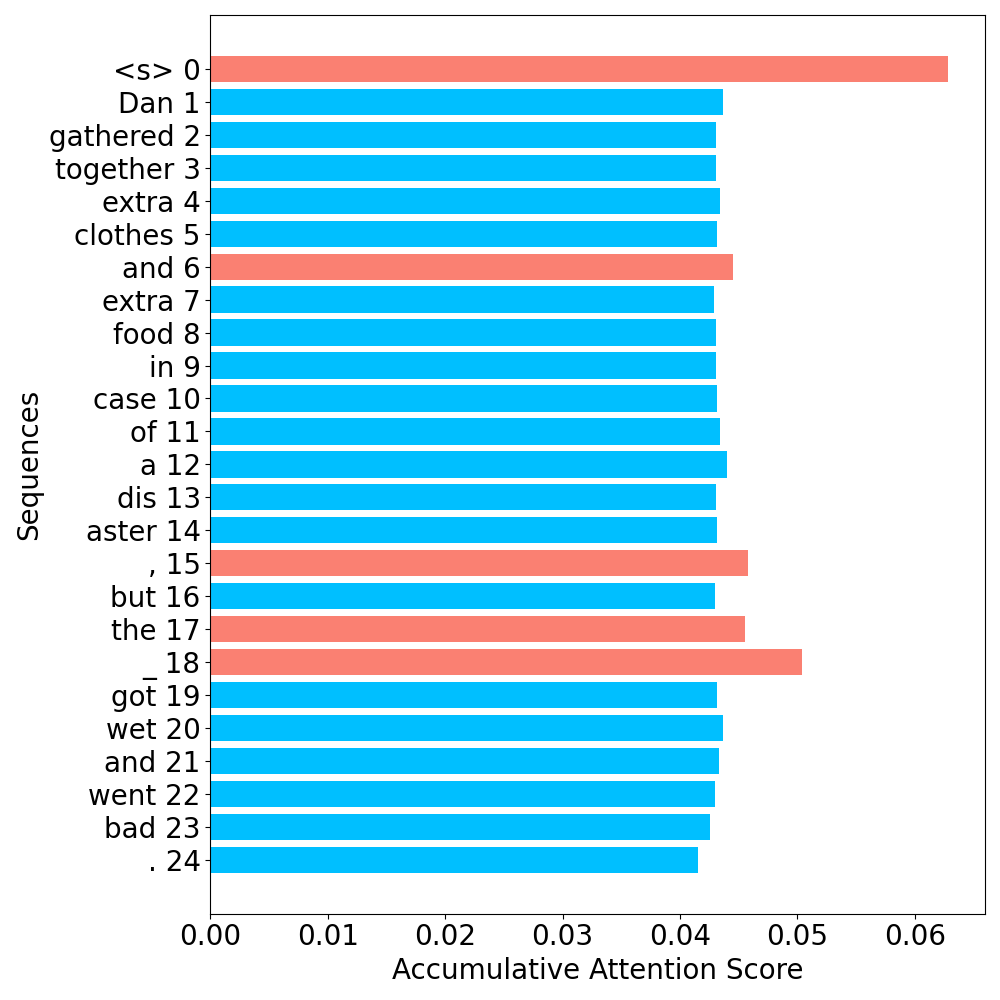 <s> 0
Dan 1
gathered 2
together 3
extra 4
clothes 5
and 6
extra 7
food 8
in 9
case 10
of 11
a 12
dis 13
aster 14
, 15
but 16
the 17
_ 18
got 19
wet 20
and 21
went 22
bad 23
. 24
Sequences
0.00 0.01 0.02 0.03 0.04 0.05 0.06
Accumulative Attention Score